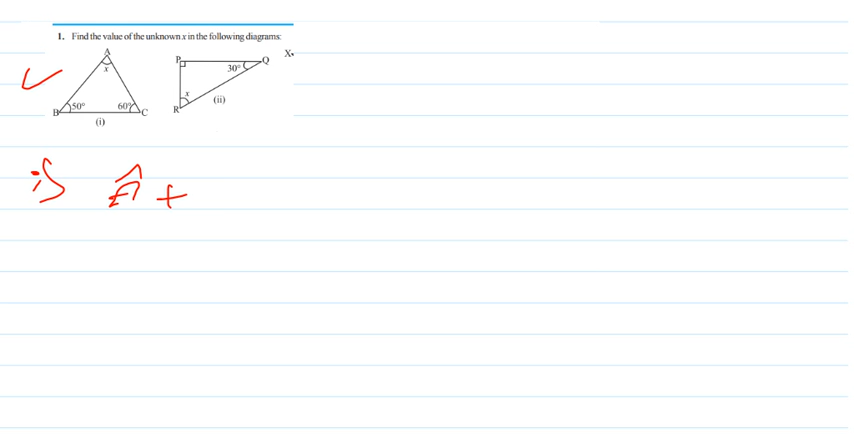 1. Find the value of the unknown x in the following diagrams:
A
x
50°
60°
B
C
(i)
P
Q
30°
x
R
(ii)
X
i) Â +